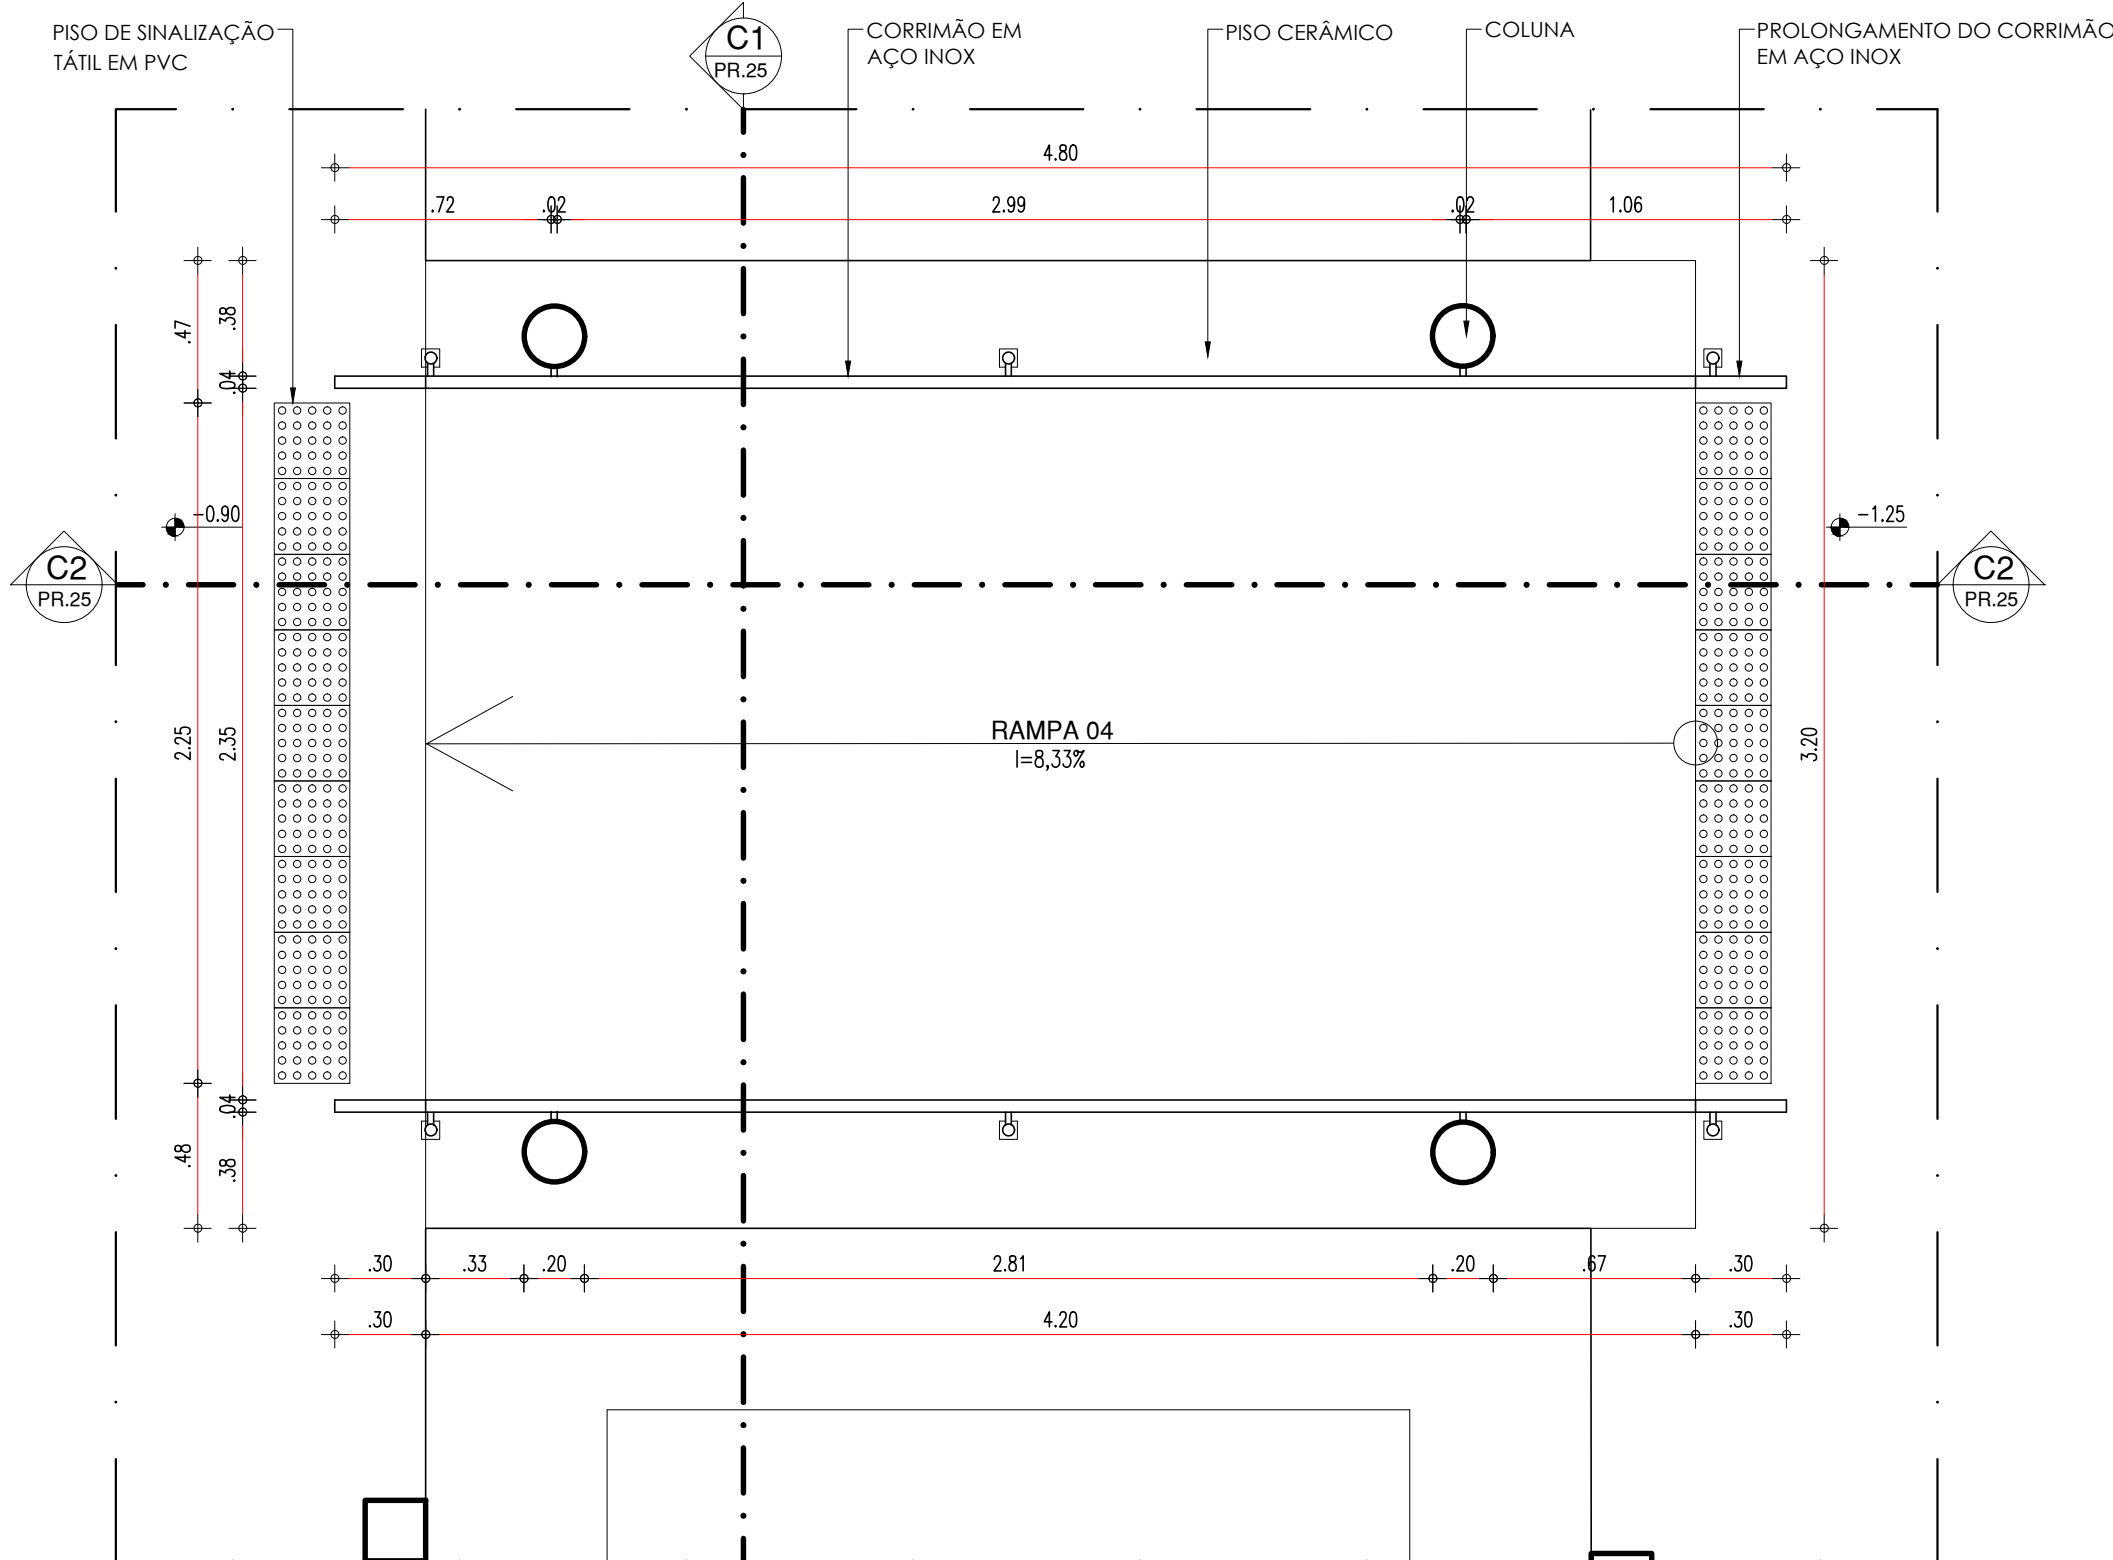 PISO DE SINALIZAÇÃO
TÁTIL EM PVC
C1
PR.25
CORRIMÃO EM
AÇO INOX
PISO CERÂMICO
COLUNA
PROLONGAMENTO DO CORRIMÃO
EM AÇO INOX
4.80
.72
.02
2.99
.02
1.06
.47
.38
.04
-0.90
-1.25
C2
PR.25
C2
PR.25
RAMPA 04
I=8,33%
2.25
2.35
3.20
.04
.48
.38
.30
.33
.20
2.81
.20
.67
.30
.30
4.20
.30